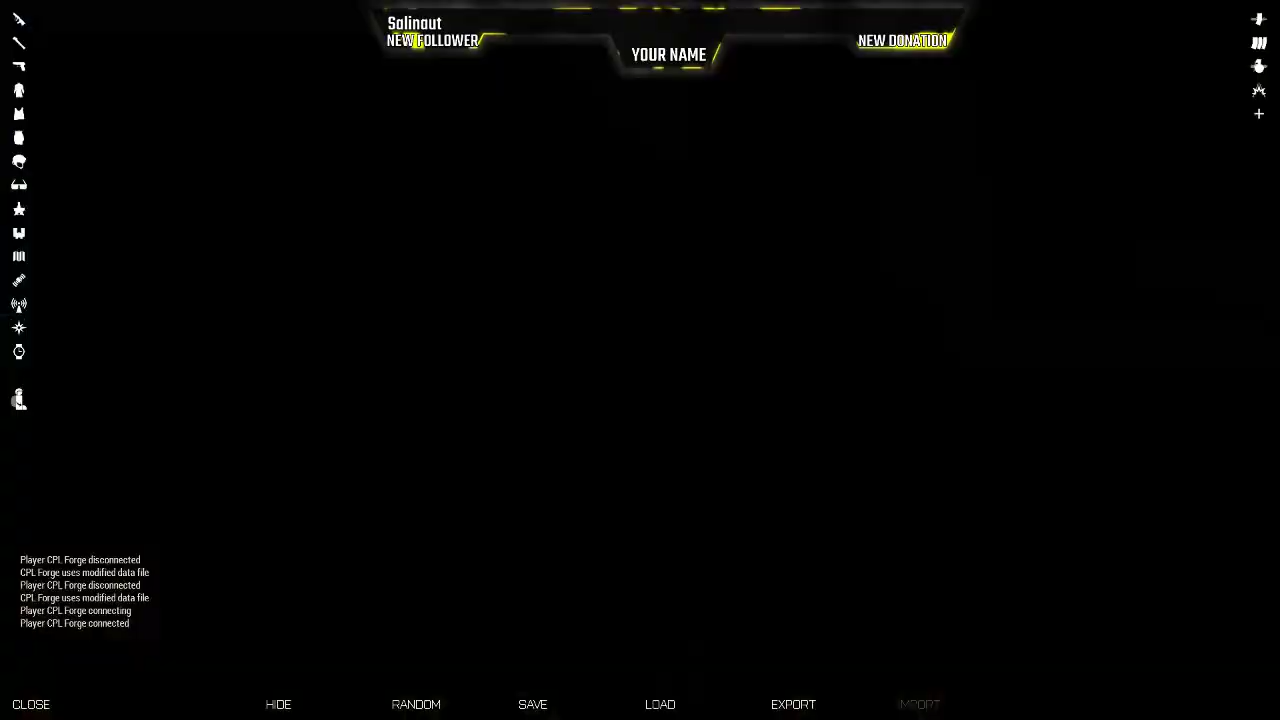 Salinaut
NEW FOLLOWER
YOUR NAME
NEW DONATION
Player CPL Forge disconnected
CPL Forge uses modified data file
Player CPL Forge disconnected
CPL Forge uses modified data file
Player CPL Forge connecting
Player CPL Forge connected
CLOSE
HIDE
RANDOM
SAVE
LOAD
EXPORT
IMPORT